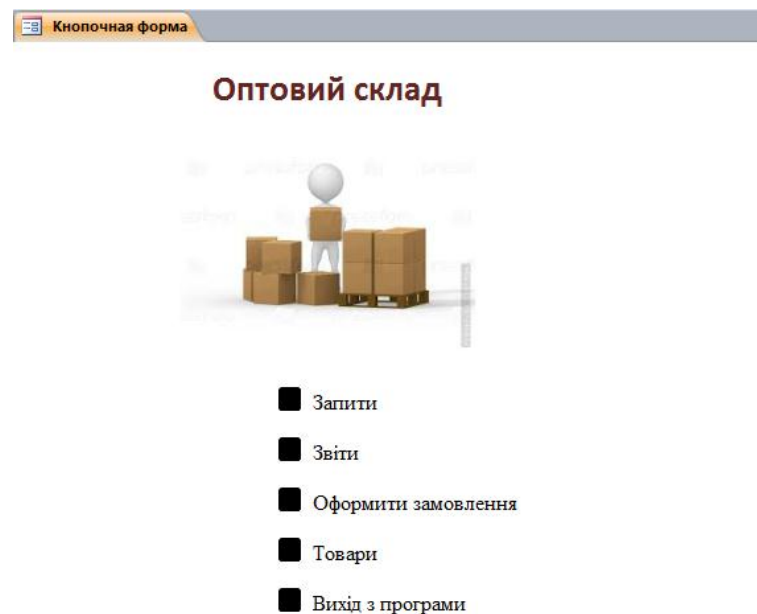 Кнопочная форма
Оптовий склад
Запити
Звіти
Оформити замовлення
Товари
Вихід з програми